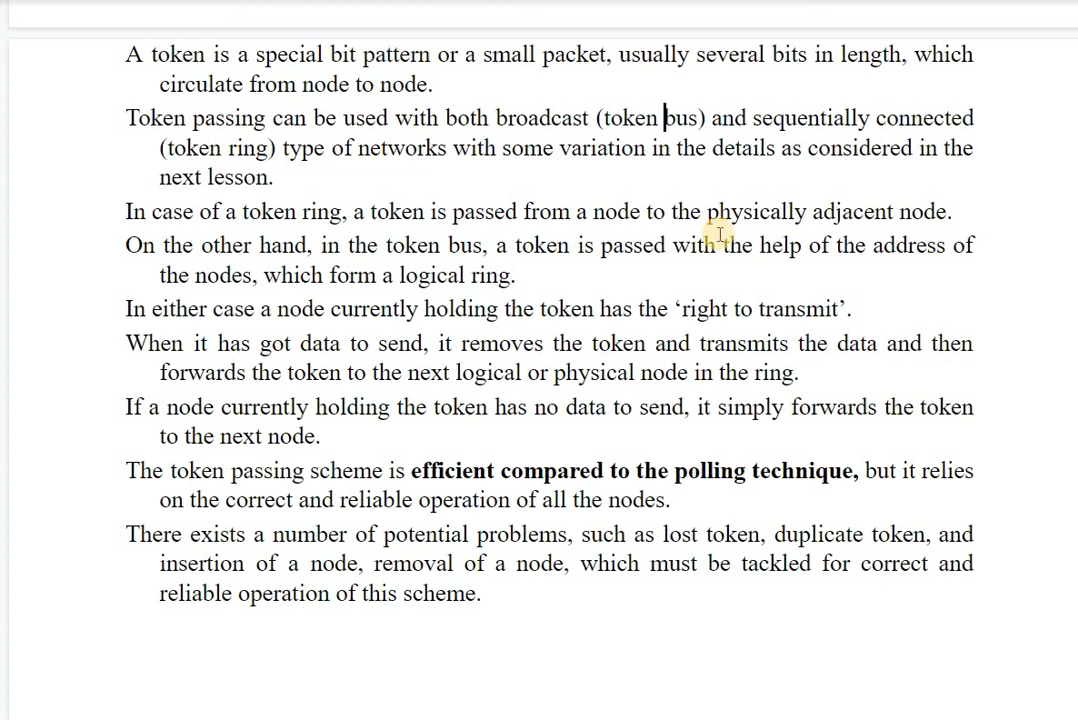 A token is a special bit pattern or a small packet, usually several bits in length, which
circulate from node to node.
Token passing can be used with both broadcast (token bus) and sequentially connected
(token ring) type of networks with some variation in the details as considered in the
next lesson.
In case of a token ring, a token is passed from a node to the physically adjacent node.
On the other hand, in the token bus, a token is passed with the help of the address of
the nodes, which form a logical ring.
In either case a node currently holding the token has the ‘right to transmit’.
When it has got data to send, it removes the token and transmits the data and then
forwards the token to the next logical or physical node in the ring.
If a node currently holding the token has no data to send, it simply forwards the token
to the next node.
The token passing scheme is efficient compared to the polling technique, but it relies
on the correct and reliable operation of all the nodes.
There exists a number of potential problems, such as lost token, duplicate token, and
insertion of a node, removal of a node, which must be tackled for correct and
reliable operation of this scheme.